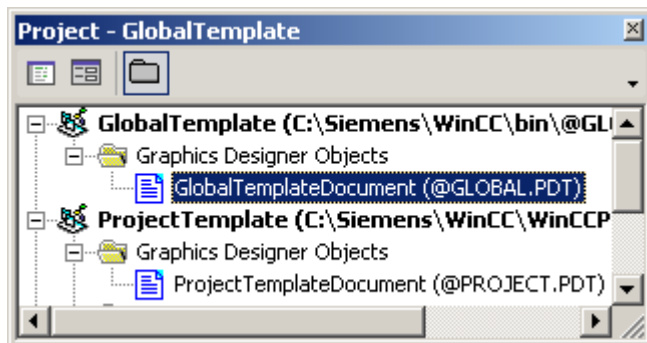 Project - GlobalTemplate
GlobalTemplate (C:\Siemens\WinCC\bin\@GL
Graphics Designer Objects
GlobalTemplateDocument (@GLOBAL.PDT)
ProjectTemplate (C:\Siemens\WinCC\WinCCP
Graphics Designer Objects
ProjectTemplateDocument (@PROJECT.PDT)